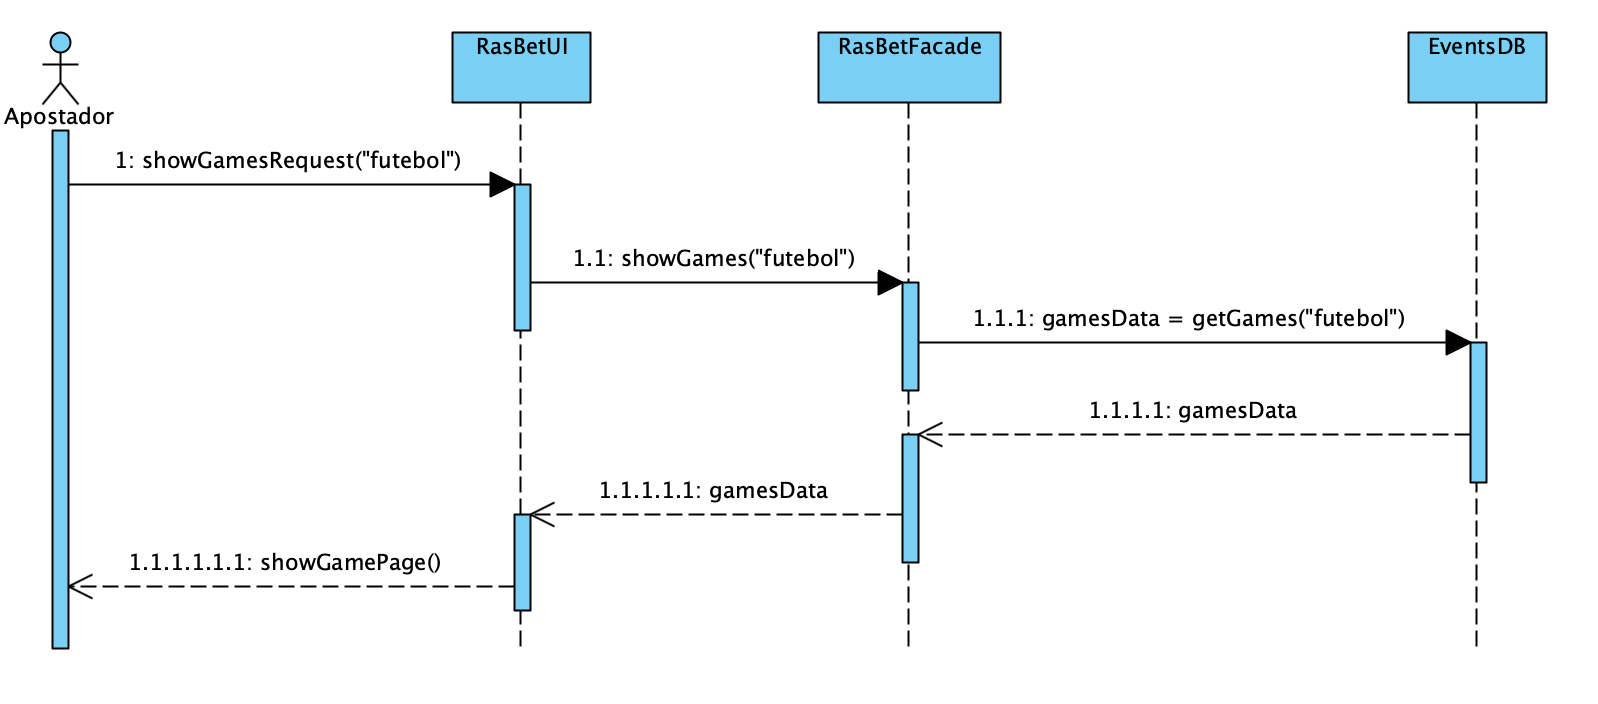 RasBetUI
RasBetFacade
EventsDB
Apostador
1: showGamesRequest("futebol")
1.1: showGames("futebol")
1.1.1: gamesData = getGames("futebol")
1.1.1.1: gamesData
1.1.1.1.1: gamesData
1.1.1.1.1.1: showGamePage()